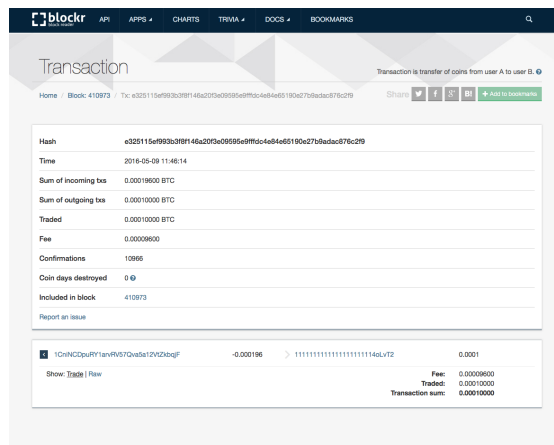 blockr
block reader
API
APPS
CHARTS
TRIVIA
DOCS
BOOKMARKS
Transaction
Transaction is transfer of coins from user A to user B.
Home / Block: 410973 / Tx: e325115ef993b3f8f146a20f3e09595e9fffdc4e84e65190e27b9adac876c2f9
Share
f
B!
+ Add to bookmarks
Hash e325115ef993b3f8f146a20f3e09595e9fffdc4e84e65190e27b9adac876c2f9
Time 2016-05-09 11:46:14
Sum of incoming txs 0.00019600 BTC
Sum of outgoing txs 0.00010000 BTC
Traded 0.00010000 BTC
Fee 0.00009600
Confirmations 10966
Coin days destroyed 0
Included in block 410973
Report an issue
-0.000196 0.0001
Show: Trade | Raw
Fee: 0.00009600
Traded: 0.00010000
Transaction sum: 0.00010000